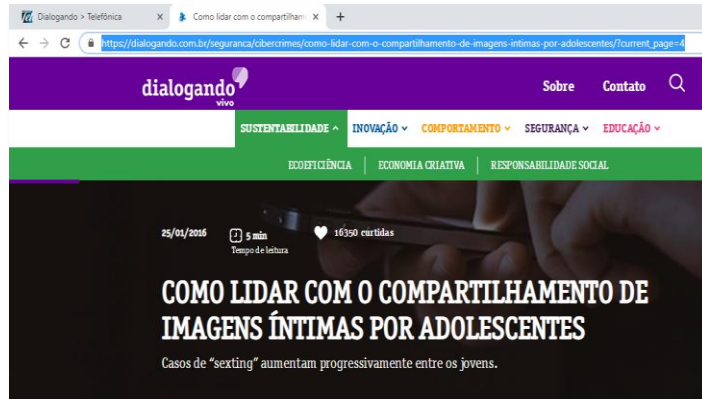 Dialogando > Telefônica
Como lidar com o compartilham
https://dialogando.com.br/seguranca/cibercrimes/como-lidar-com-o-compartilhamento-de-imagens-intimas-por-adolescentes/?current_page=4
dialogando
vivo
Sobre Contato
SUSTENTABILIDADE INOVAÇÃO COMPORTAMENTO SEGURANÇA EDUCAÇÃO
ECOEFICIÊNCIA ECONOMIA CRIATIVA RESPONSABILIDADE SOCIAL
25/01/2016 5 min 16350 curtidas
Tempo de leitura
COMO LIDAR COM O COMPARTILHAMENTO DE
IMAGENS ÍNTIMAS POR ADOLESCENTES
Casos de “sexting” aumentam progressivamente entre os jovens.